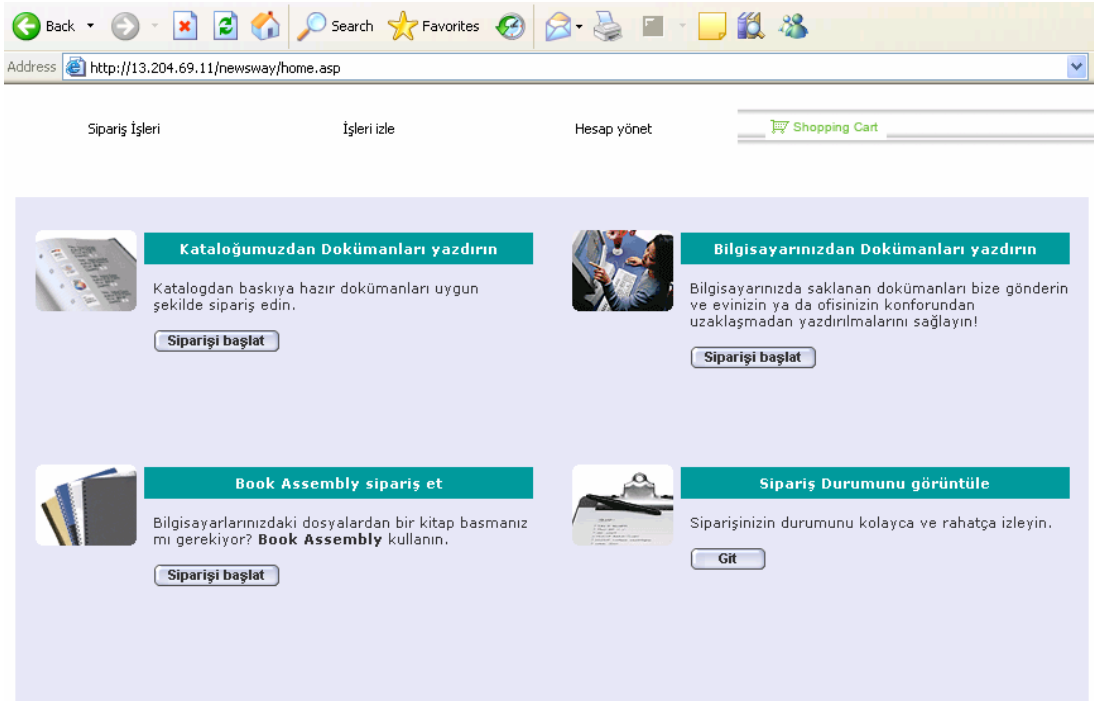 Back Search Favorites
Address http://13.204.69.11/newsway/home.asp
Sipariş İşleri İşleri izle Hesap yönet Shopping Cart
Kataloğumuzdan Dokümanları yazdırın
Katalogdan baskıya hazır dokümanları uygun
şekilde sipariş edin.
Siparişi başlat
Bilgisayarınızdan Dokümanları yazdırın
Bilgisayarınızda saklanan dokümanları bize gönderin
ve evinizin ya da ofisinizin konforundan
uzaklaşmadan yazdırılmalarını sağlayın!
Siparişi başlat
Book Assembly sipariş et
Bilgisayarlarınızdaki dosyalardan bir kitap basmanız
mı gerekiyor? Book Assembly kullanın.
Siparişi başlat
Sipariş Durumunu görüntüle
Siparişinizin durumunu kolayca ve rahatça izleyin.
Git